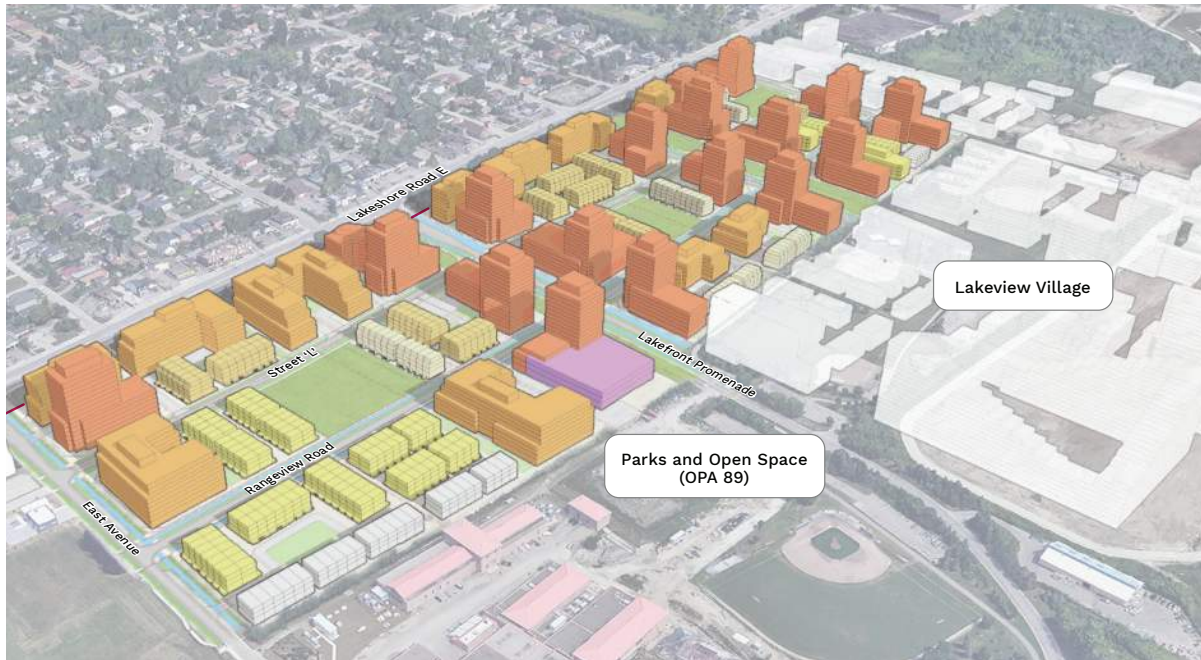 Lakeshore Road E
Lakeview Village
Lakefront Promenade
Street 'L'
Rangeview Road
Parks and Open Space
(OPA 89)
East Avenue